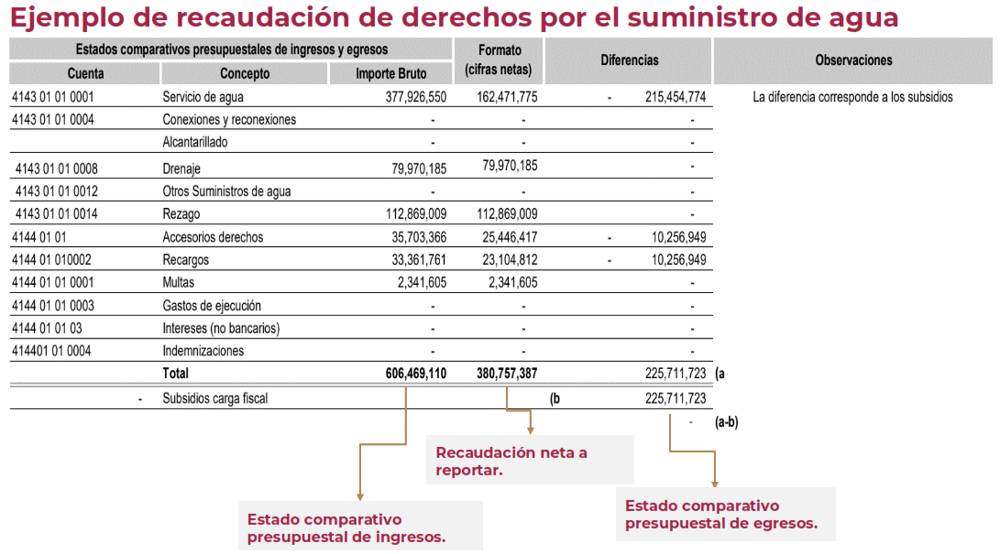 Ejemplo de recaudación de derechos por el suministro de agua
Estados comparativos presupuestales de ingresos y egresos Formato (cifras netas) Diferencias Observaciones
Cuenta Concepto Importe Bruto
4143 01 01 0001 Servicio de agua 377,926,550 162,471,775 - 215,454,774 La diferencia corresponde a los subsidios
4143 01 01 0004 Conexiones y reconexiones - - -
Alcantarillado - - -
4143 01 01 0008 Drenaje 79,970,185 79,970,185 -
4143 01 01 0012 Otros Suministros de agua - - -
4143 01 01 0014 Rezago 112,869,009 112,869,009 -
4144 01 01 Accesorios derechos 35,703,366 25,446,417 - 10,256,949
4144 01 010002 Recargos 33,361,761 23,104,812 - 10,256,949
4144 01 01 0001 Multas 2,341,605 2,341,605 -
4144 01 01 0003 Gastos de ejecución - - -
4144 01 01 03 Intereses (no bancarios) - - -
414401 01 0004 Indemnizaciones - - -
Total 606,469,110 380,757,387 225,711,723 (a
- Subsidios carga fiscal (b 225,711,723
- (a-b)
Recaudación neta a
reportar.
Estado comparativo
presupuestal de egresos.
Estado comparativo
presupuestal de ingresos.